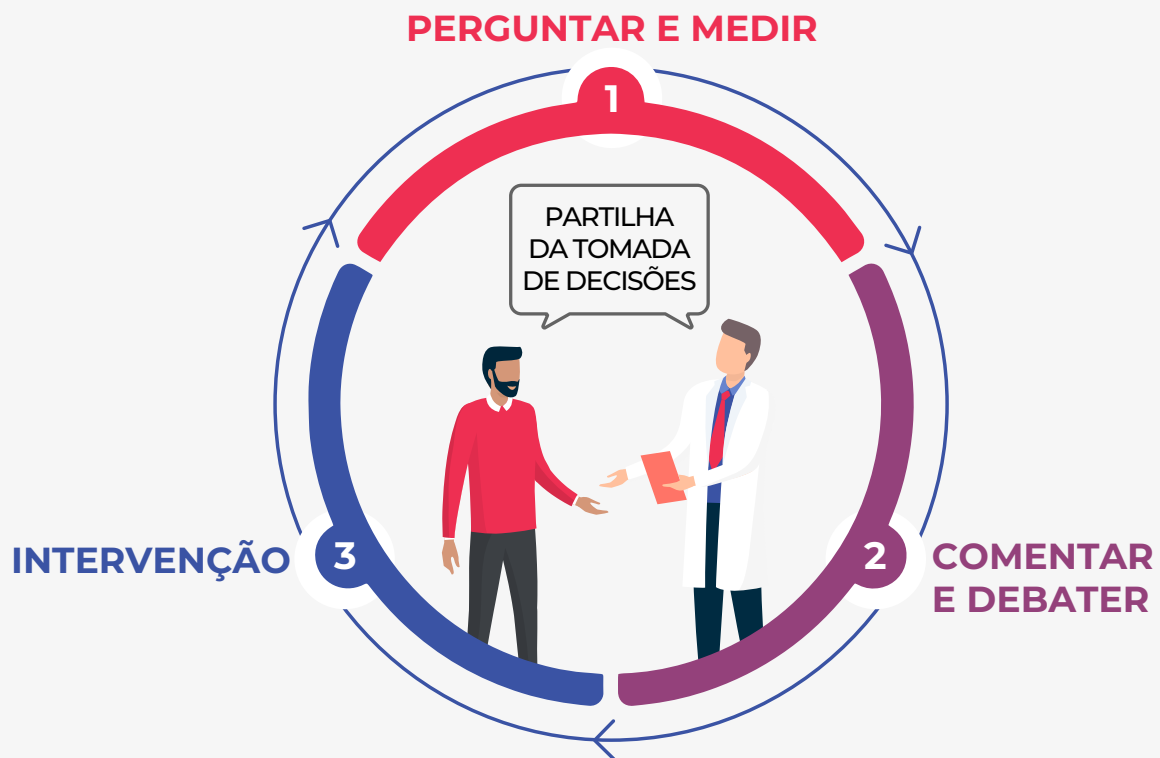 PERGUNTAR E MEDIR
1
PARTILHA
DA TOMADA
DE DECISÕES
INTERVENÇÃO
3
2
COMENTAR
E DEBATER